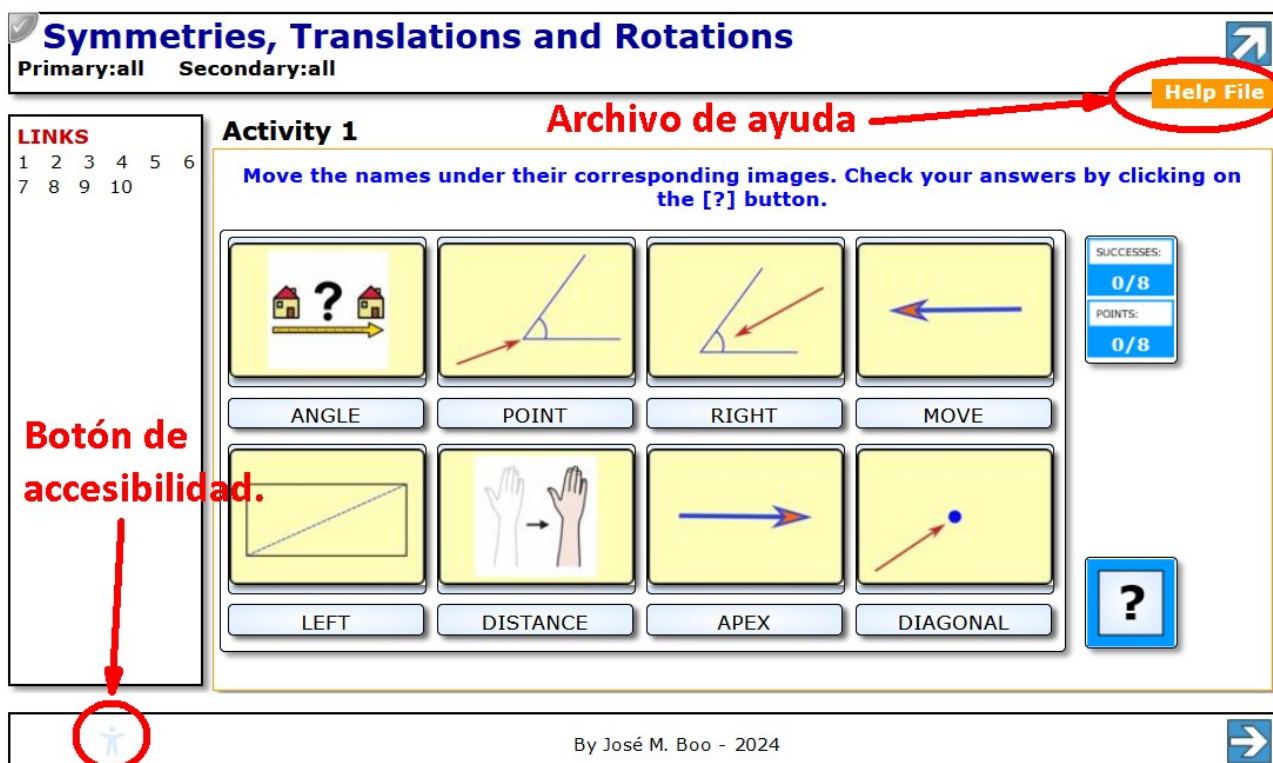 Symmetries, Translations and Rotations
Primary:all Secondary:all
Help File
Archivo de ayuda
LINKS
1 2 3 4 5 6
7 8 9 10
Activity 1
Move the names under their corresponding images. Check your answers by clicking on
the [?] button.
?
SUCCESSES:
0/8
POINTS:
0/8
ANGLE POINT RIGHT MOVE
Botón de
accesibilidad.
LEFT DISTANCE APEX DIAGONAL
?
By José M. Boo - 2024